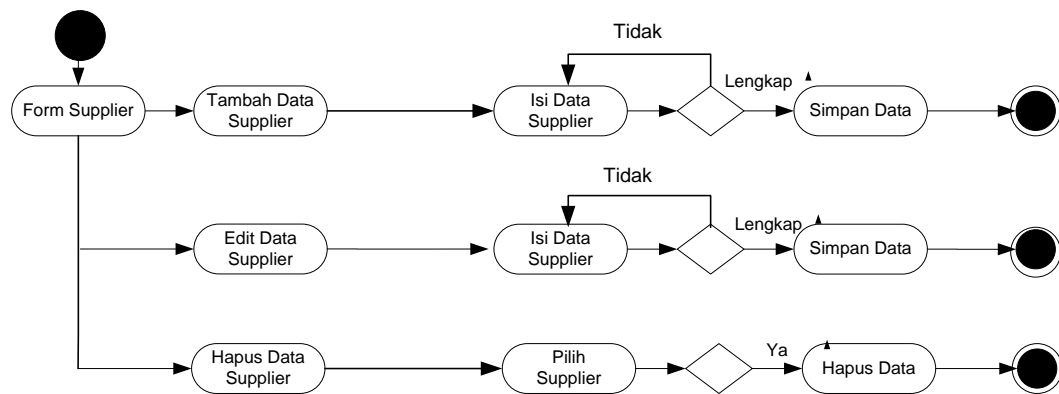 Tidak
Lengkap
Form Supplier
Tambah Data
Supplier
Isi Data
Supplier
Simpan Data
Tidak
Lengkap
Edit Data
Supplier
Isi Data
Supplier
Simpan Data
Hapus Data
Supplier
Pilih
Supplier
Ya
Hapus Data